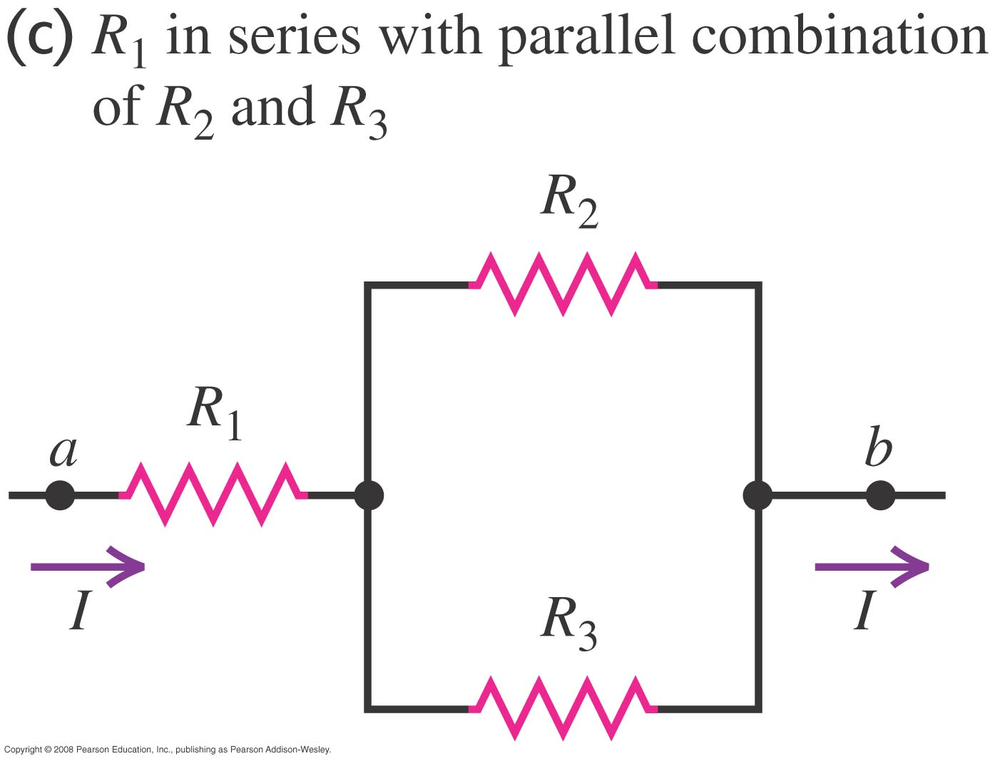 (c) R1 in series with parallel combination
of R2 and R3
R2
R1
a
b
I
I
R3
Copyright © 2008 Pearson Education, Inc., publishing as Pearson Addison-Wesley.